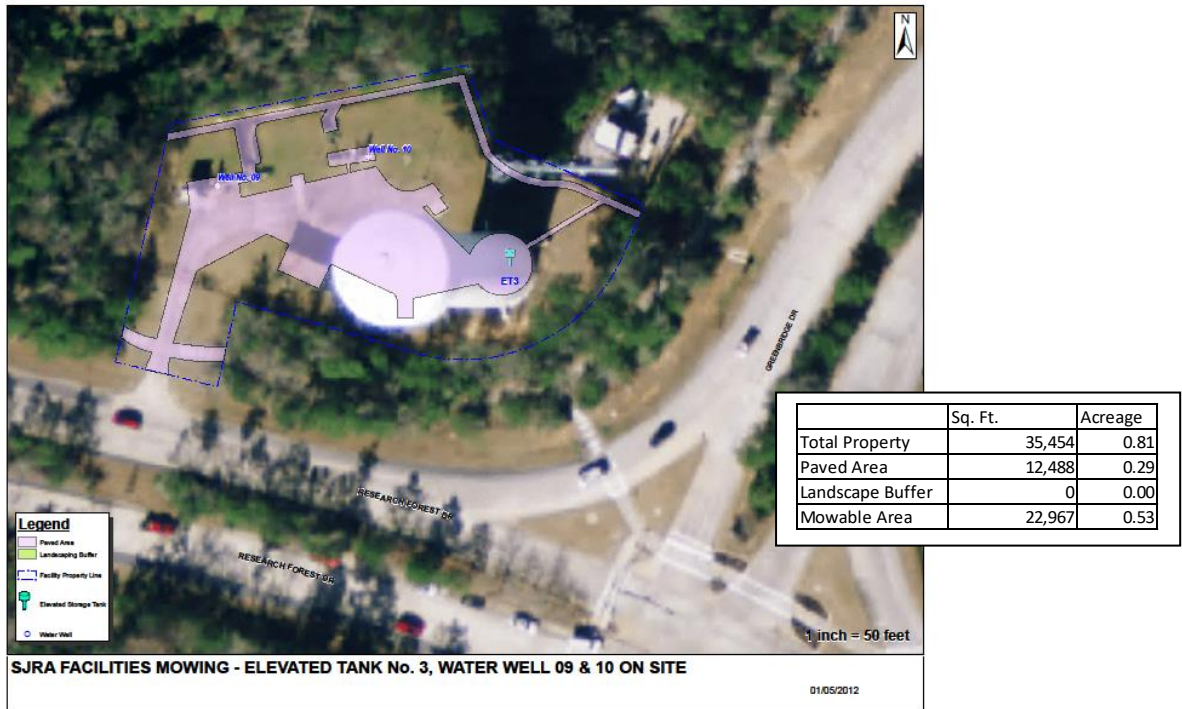 N
Well No. 10
Well No. 09
ET3
GREENBRIDGE DR
RESEARCH FOREST DR
RESEARCH FOREST DR
Legend
Paved Area
Landscaping Buffer
Facility Property Line
Elevated Storage Tank
Water Well
1 inch = 50 feet
Sq. Ft. Acreage
Total Property 35,454 0.81
Paved Area 12,488 0.29
Landscape Buffer 0 0.00
Mowable Area 22,967 0.53
SJRA FACILITIES MOWING - ELEVATED TANK No. 3, WATER WELL 09 & 10 ON SITE
01/05/2012